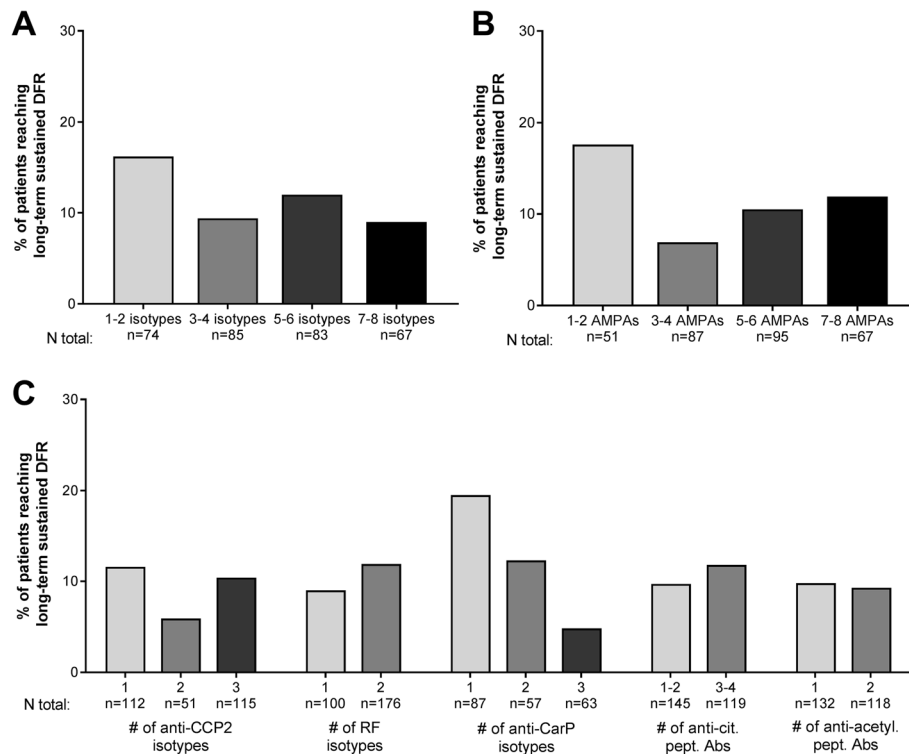 A
% of patients reaching
long-term sustained DFR
30
20
10
0
1-2 isotypes 3-4 isotypes 5-6 isotypes 7-8 isotypes
N total: n=74 n=85 n=83 n=67
B
% of patients reaching
long-term sustained DFR
30
20
10
0
1-2 AMPAs 3-4 AMPAs 5-6 AMPAs 7-8 AMPAs
N total: n=51 n=87 n=95 n=67
C
% of patients reaching
long-term sustained DFR
30
20
10
0
1 2 3 1 2 1 2 3 1-2 3-4 1 2
N total: n=112 n=51 n=115 n=100 n=176 n=87 n=57 n=63 n=145 n=119 n=132 n=118
# of anti-CCP2 # of RF # of anti-CarP # of anti-cit. # of anti-acetyl.
isotypes isotypes isotypes pept. Abs pept. Abs